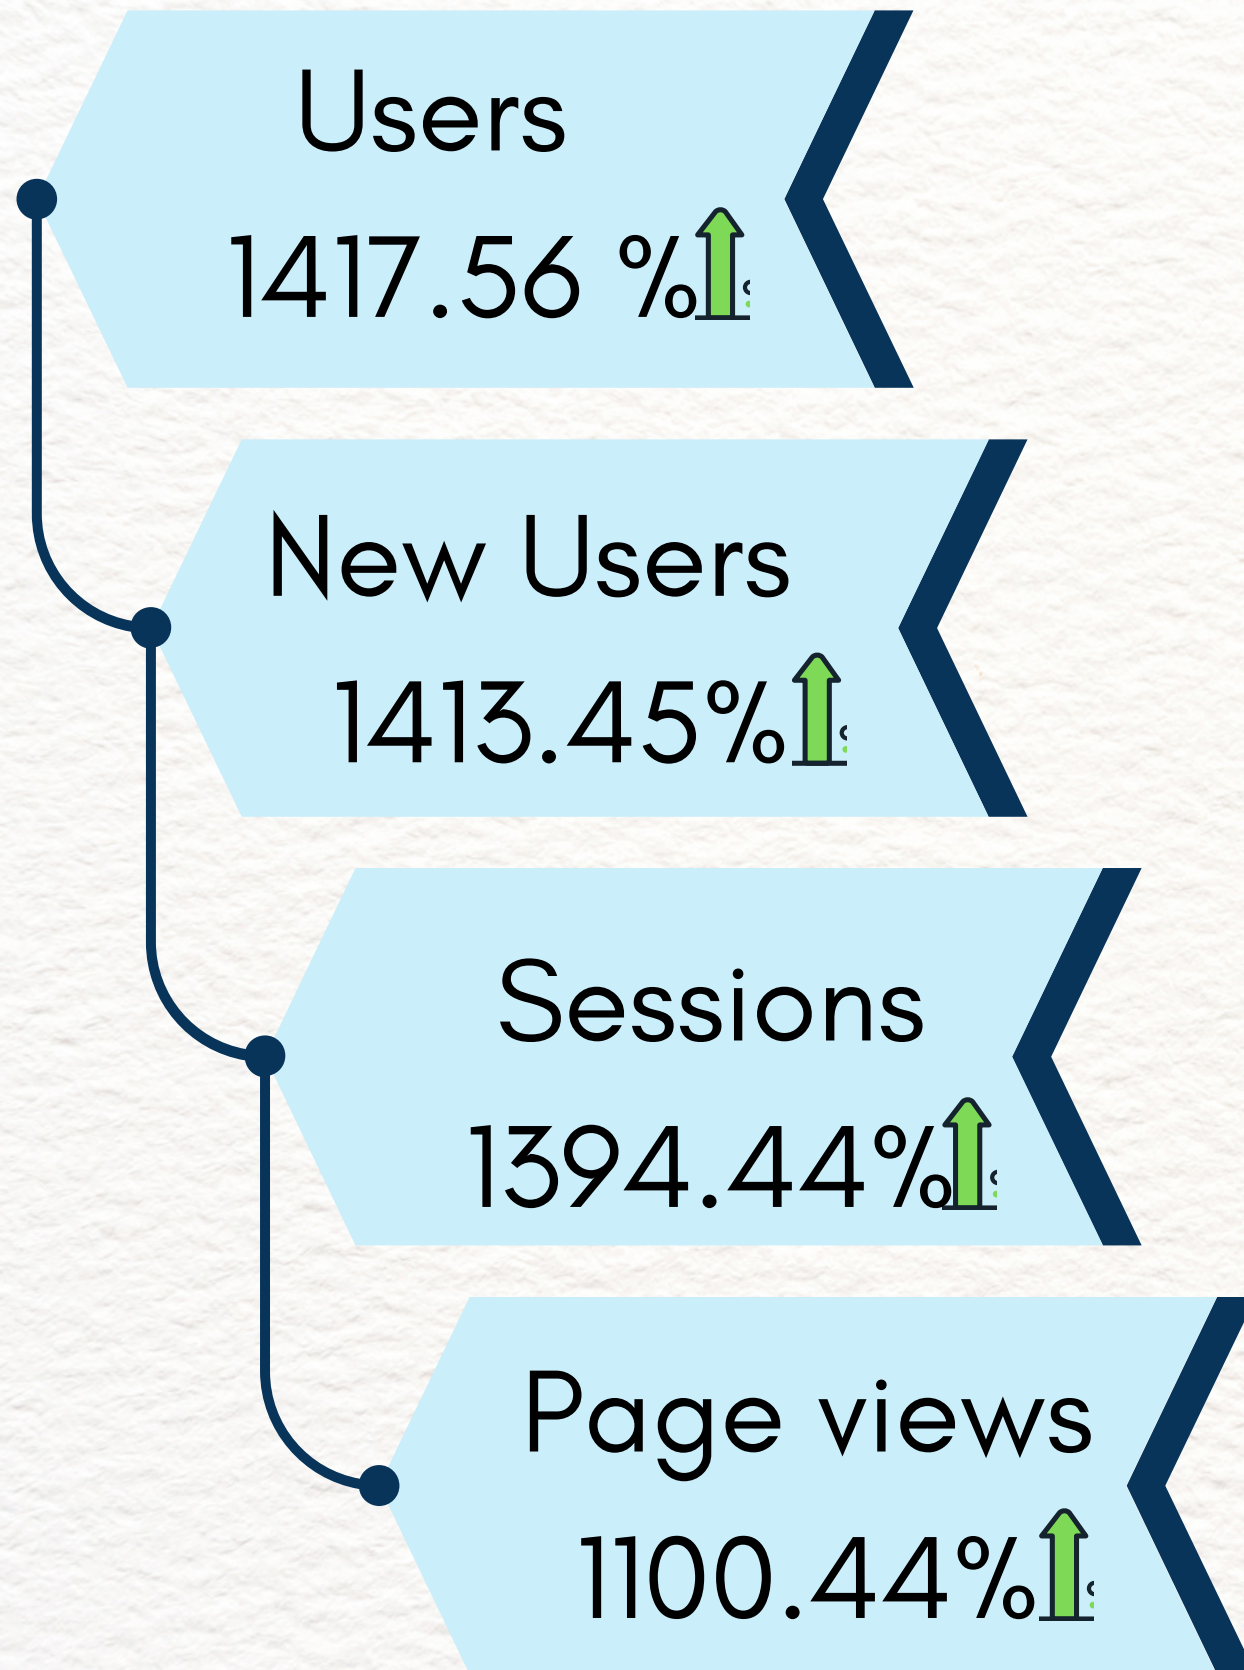 Users
1417.56 %
New Users
1413.45%
Sessions
1394.44%
Page views
1100.44%